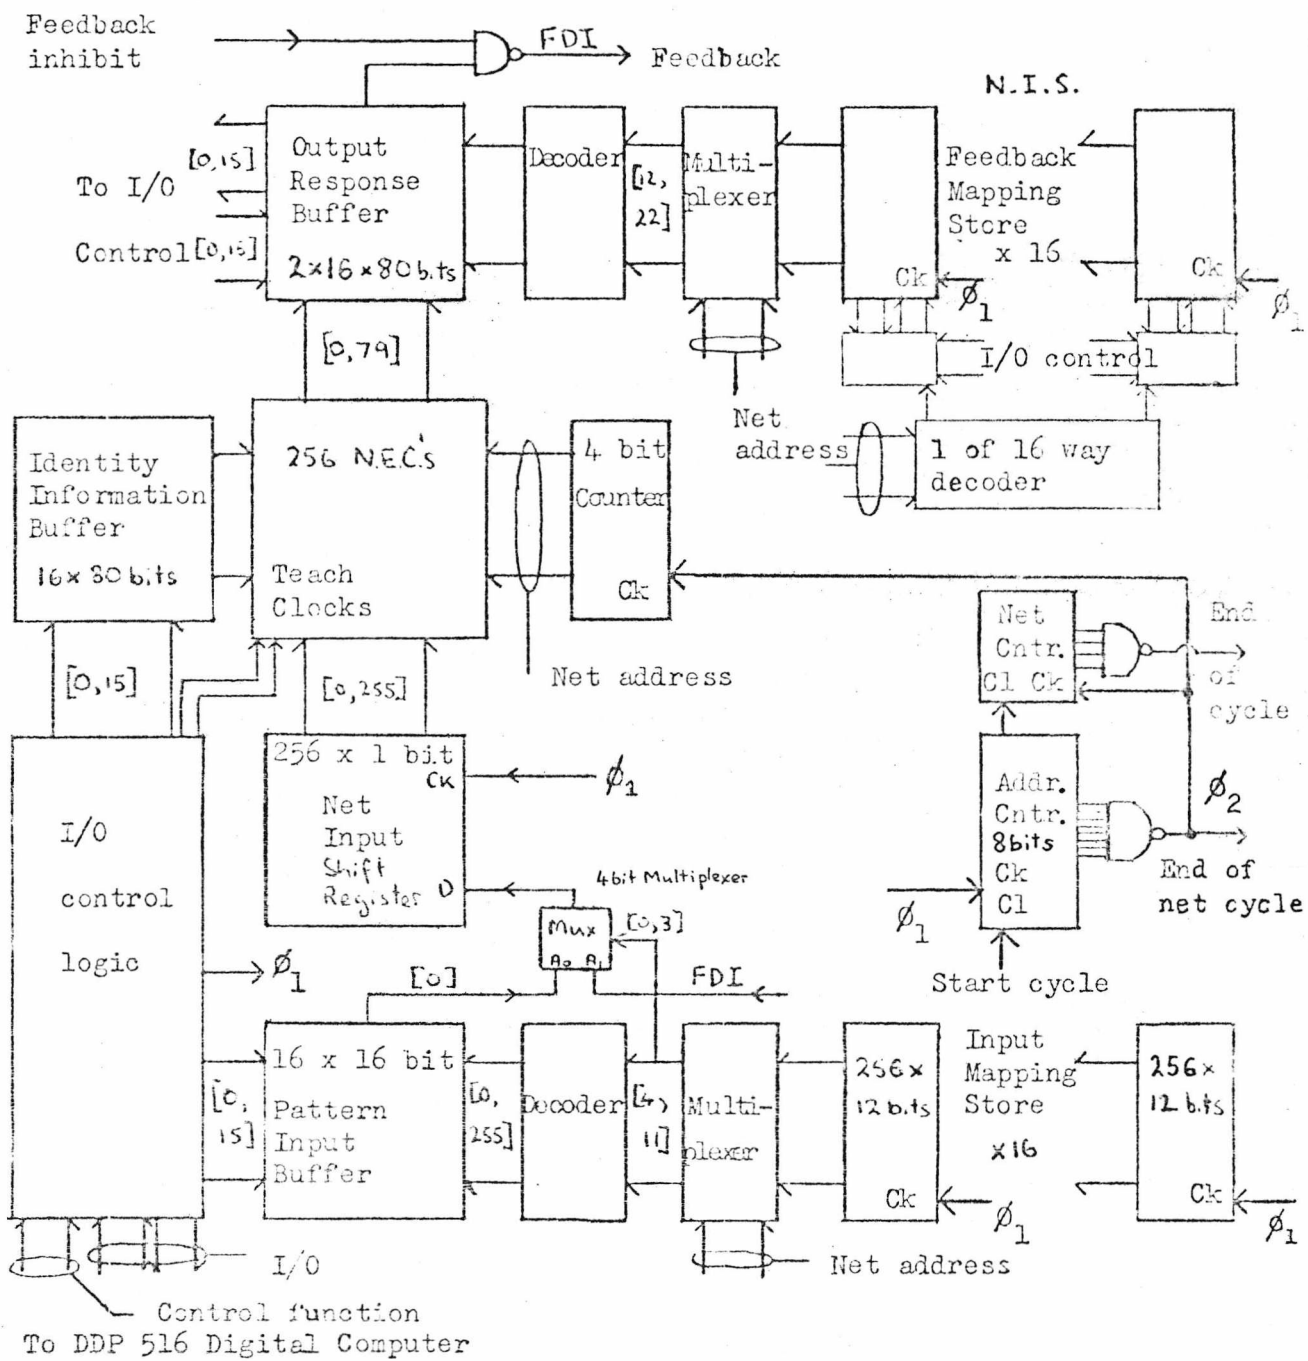 Feedback
inhibit
FDI
Feedback
N.I.S.
Output
Response
Buffer
2×16×80bits
[0,15]
To I/O
Control
[0,15]
Decoder
[12,
22]
Multi-
plexer
Ck
ϕ1
Feedback
Mapping
Store
x 16
Ck
ϕ1
I/O control
[0,79]
Net
address
Net
address
1 of 16 way
decoder
Identity
Information
Buffer
16× 80 bits
256 N.E.C's
Teach
Clocks
4 bit
Counter
Ck
Net address
Net
Cntr.
Cl Ck
End
of
cycle
[0,15]
[0,255]
256 x 1 bit
CK
Net
Input
Shift
Register
D
ϕ1
4bit Multiplexer
Mux
A0 A1
[0,3]
Addr.
Cntr.
8bits
Ck
Cl
ϕ2
End of
net cycle
ϕ1
Start cycle
I/O
control
logic
ϕ1
[0]
FDI
16 x 16 bit
Pattern
Input
Buffer
[0,
15]
[0,
255]
Decoder
[4,
11]
Multi-
plexer
256×
12 bits
Ck
ϕ1
Input
Mapping
Store
×16
256×
12 bits
Ck
ϕ1
Net address
I/O
Control function
To DDP 516 Digital Computer